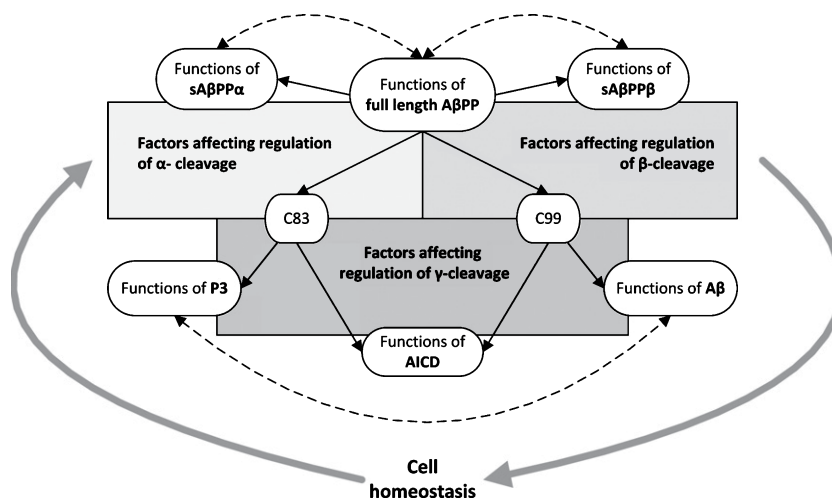 Functions of
sAβPPα
Functions of
full length AβPP
Functions of
sAβPPβ
Factors affecting regulation
of α- cleavage
Factors affecting regulation
of β-cleavage
C83
C99
Factors affecting
regulation of γ-cleavage
Functions of P3
Functions of Aβ
Functions of
AICD
Cell
homeostasis